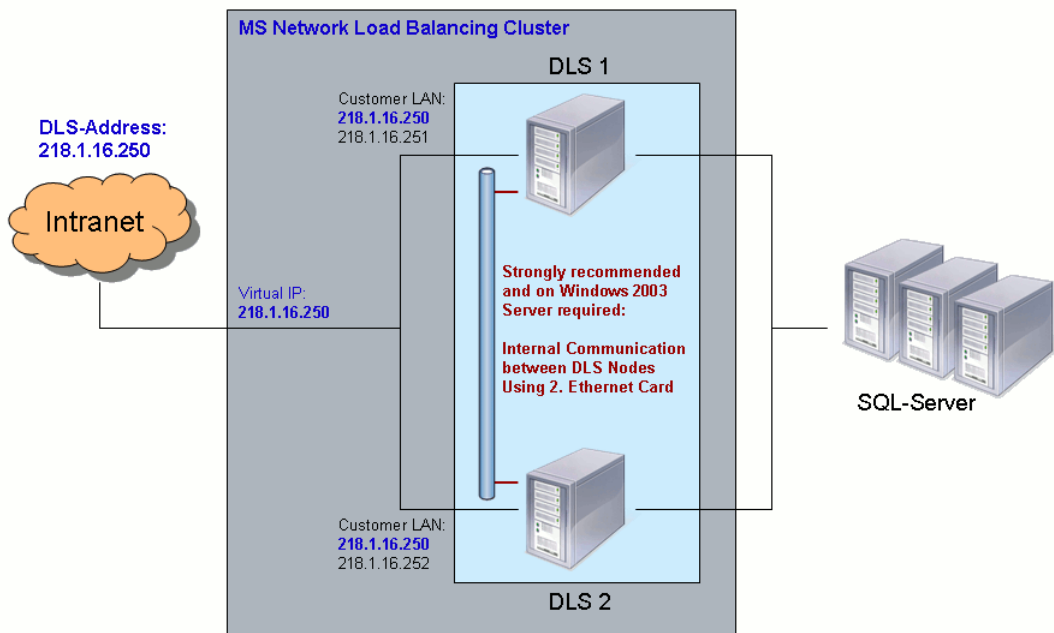 MS Network Load Balancing Cluster
DLS 1
Customer LAN:
218.1.16.250
218.1.16.251
DLS-Address:
218.1.16.250
Intranet
Virtual IP:
218.1.16.250
Strongly recommended
and on Windows 2003
Server required:
Internal Communication
between DLS Nodes
Using 2. Ethernet Card
SQL-Server
Customer LAN:
218.1.16.250
218.1.16.252
DLS 2